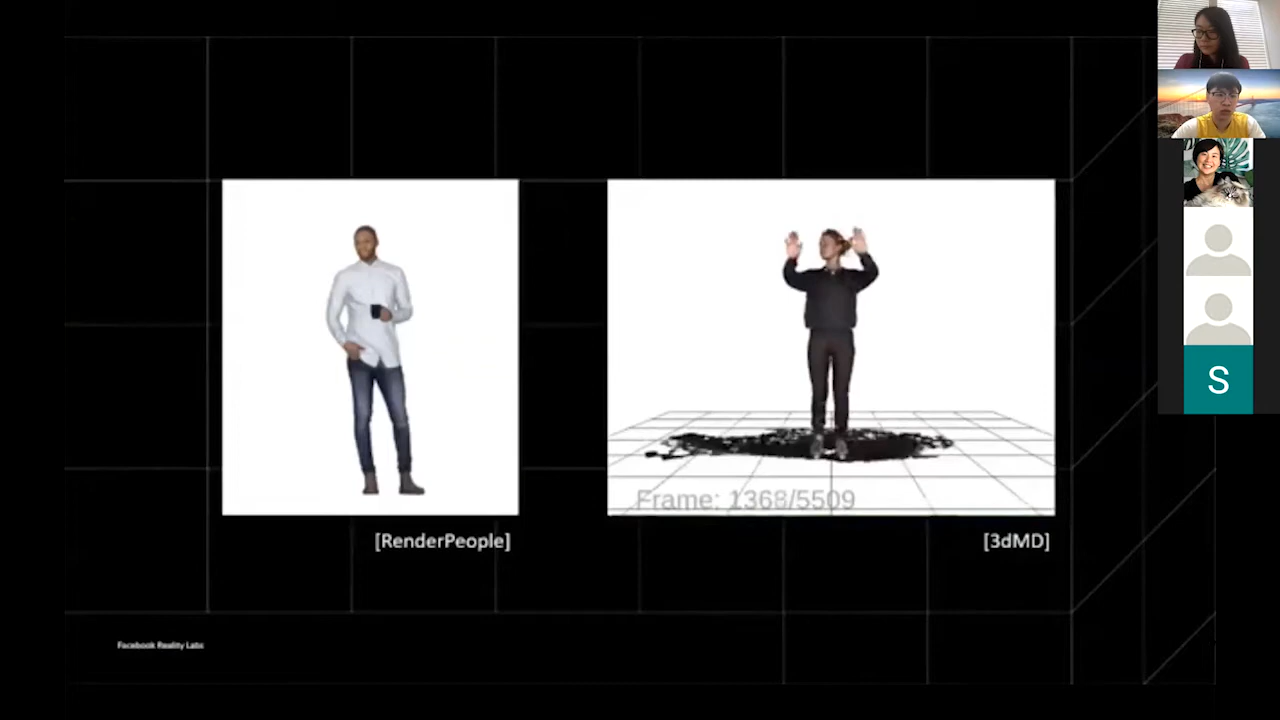 Frame: 1368/5509
[RenderPeople]
[3dMD]
Facebook Reality Labs
S